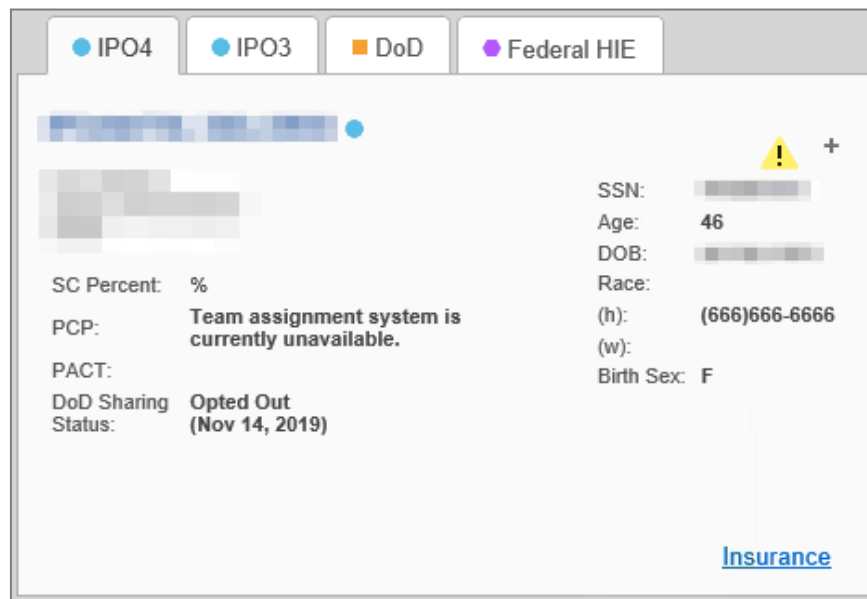 IPO4 IPO3 DoD Federal HIE
+
SSN:
Age: 46
DOB:
Race:
(h): (666)666-6666
(w):
Birth Sex: F
SC Percent: %
PCP: Team assignment system is
currently unavailable.
PACT:
DoD Sharing Opted Out
Status: (Nov 14, 2019)
Insurance